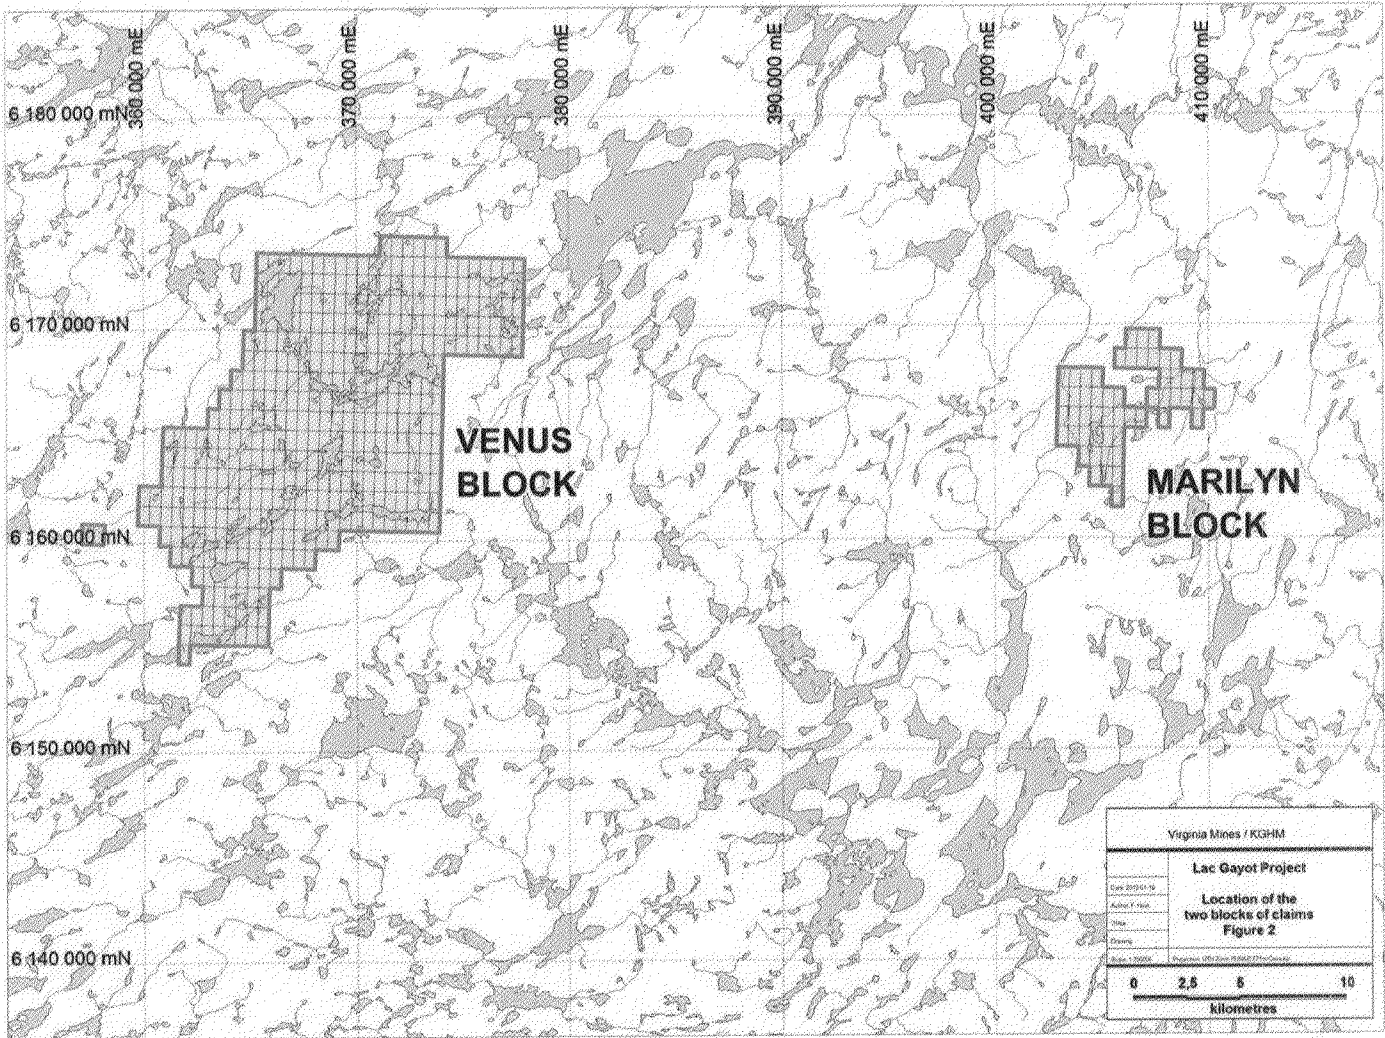 360 000 mE
370 000 mE
380 000 mE
390 000 mE
400 000 mE
410 000 mE
6 180 000 mN
6 170 000 mN
VENUS
BLOCK
MARILYN
BLOCK
6 160 000 mN
6 150 000 mN
6 140 000 mN
Virginia Mines / KGHM
Lac Gayot Project
Location of the
two blocks of claims
Figure 2
Drawing
0 2,5 5 10
kilometres